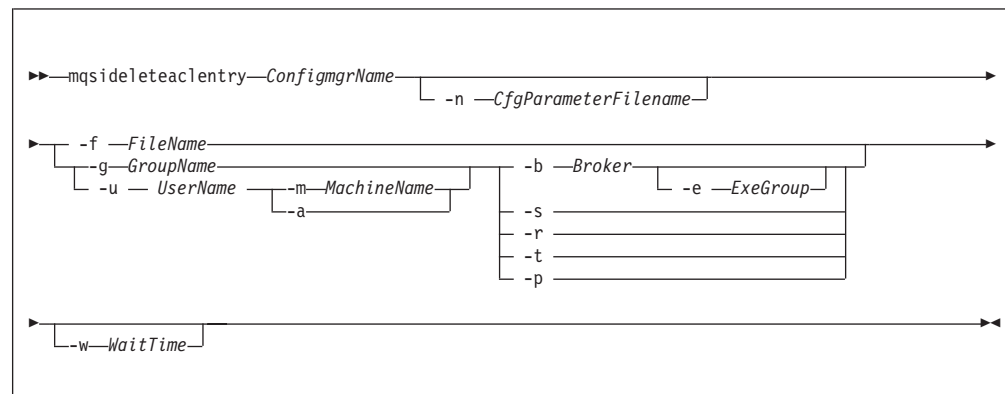 mqsideleteaclentry ConfigmgrName
-n CfgParameterFilename
-f FileName
-g GroupName -b Broker
-u UserName -m MachineName -e ExeGroup
-a -s
-r
-t
-p
-w WaitTime